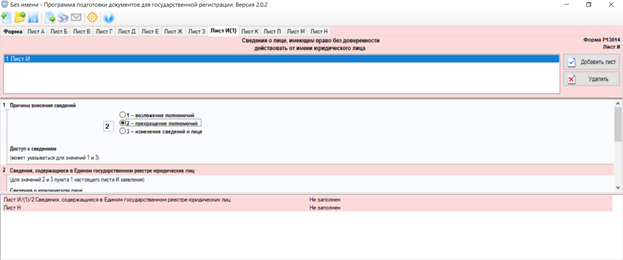 Без имени - Программа подготовки документов для государственной регистрации. Версия 2.0.2
Форма Лист А Лист Б Лист В Лист Г Лист Д Лист Е Лист Ж Лист З Лист И(1) Лист К Лист Л Лист М Лист Н
Сведения о лице, имеющем право без доверенности
действовать от имени юридического лица
Форма Р13014
Лист И
1 Лист И
Добавить лист
Удалить
1 Причина внесения сведений
2
1 – возложение полномочий
2 – прекращение полномочий
3 – изменение сведений о лице
Доступ к сведениям
(может указываться для значений 1 и 3)
2 Сведения, содержащиеся в Едином государственном реестре юридических лиц
(для значений 2 и 3 пункта 1 настоящего листа И заявления)
Сведения о юридическом лице
Лист И/(1)/2 Сведения, содержащиеся в Едином государственном реестре юридических лиц Не заполнен
Лист Н Не заполнен